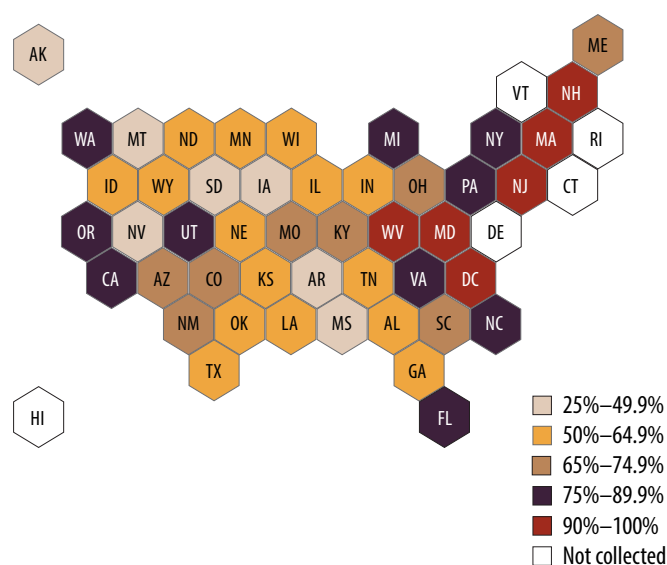 ME
AK
VT NH
WA MT ND MN WI MI NY MA RI
ID WY SD IA IL IN OH PA NJ CT
OR NV UT NE MO KY WV MD DE
CA AZ CO KS AR TN VA DC
NM OK LA MS AL SC NC
TX GA
HI FL
25%–49.9%
50%–64.9%
65%–74.9%
75%–89.9%
90%–100%
Not collected